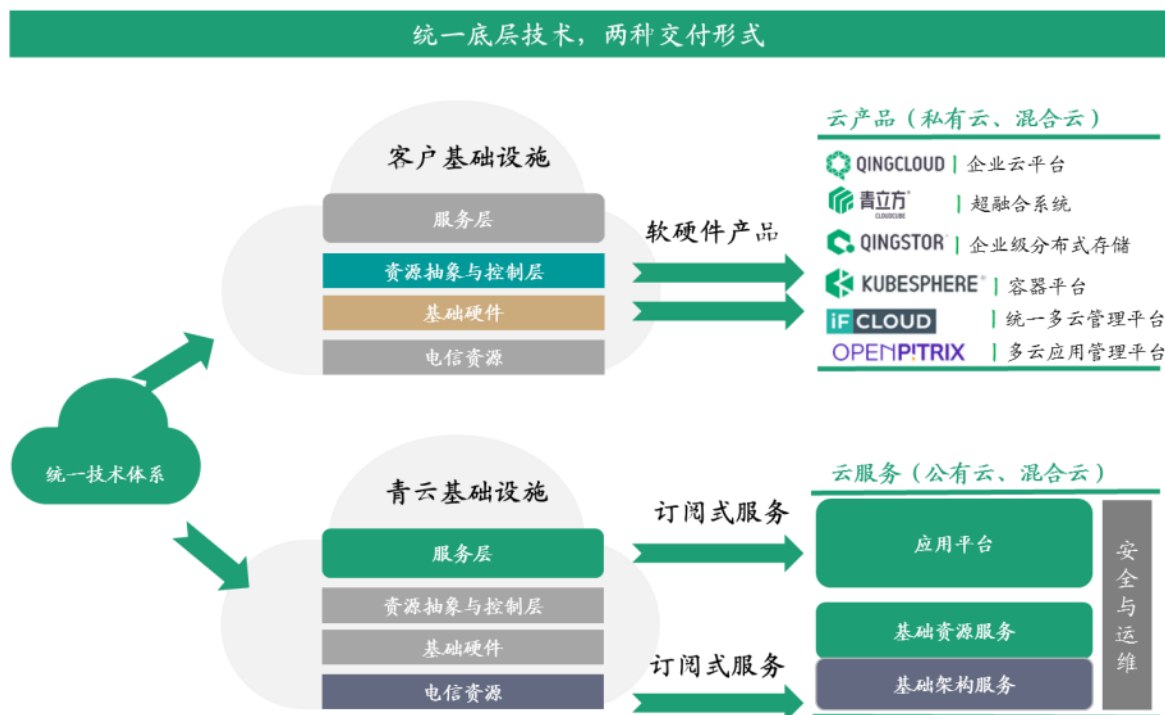 统一底层技术，两种交付形式
统一技术体系
客户基础设施
服务层
资源抽象与控制层
基础硬件
电信资源
软硬件产品
云产品（私有云、混合云）
QINGCLOUD | 企业云平台
青立方® CLOUDCUBE | 超融合系统
QINGSTOR® | 企业级分布式存储
KUBESPHERE® | 容器平台
iF CLOUD | 统一多云管理平台
OPENP!TRIX | 多云应用管理平台
青云基础设施
服务层
资源抽象与控制层
基础硬件
电信资源
订阅式服务
订阅式服务
云服务（公有云、混合云）
应用平台
基础资源服务
基础架构服务
安全与运维